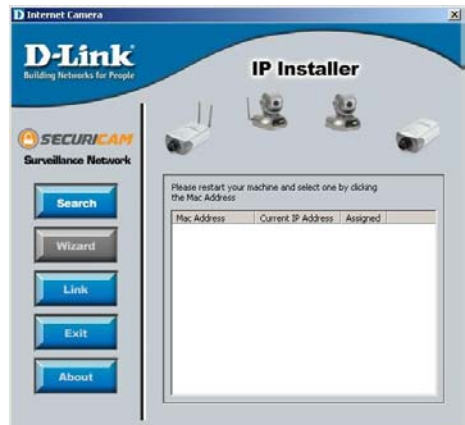 Internet Camera
D-Link
Building Networks for People
IP Installer
SECURICAM
Surveillance Network
Please restart your machine and select one by clicking
the Mac Address
Mac Address Current IP Address Assigned
Search
Wizard
Link
Exit
About